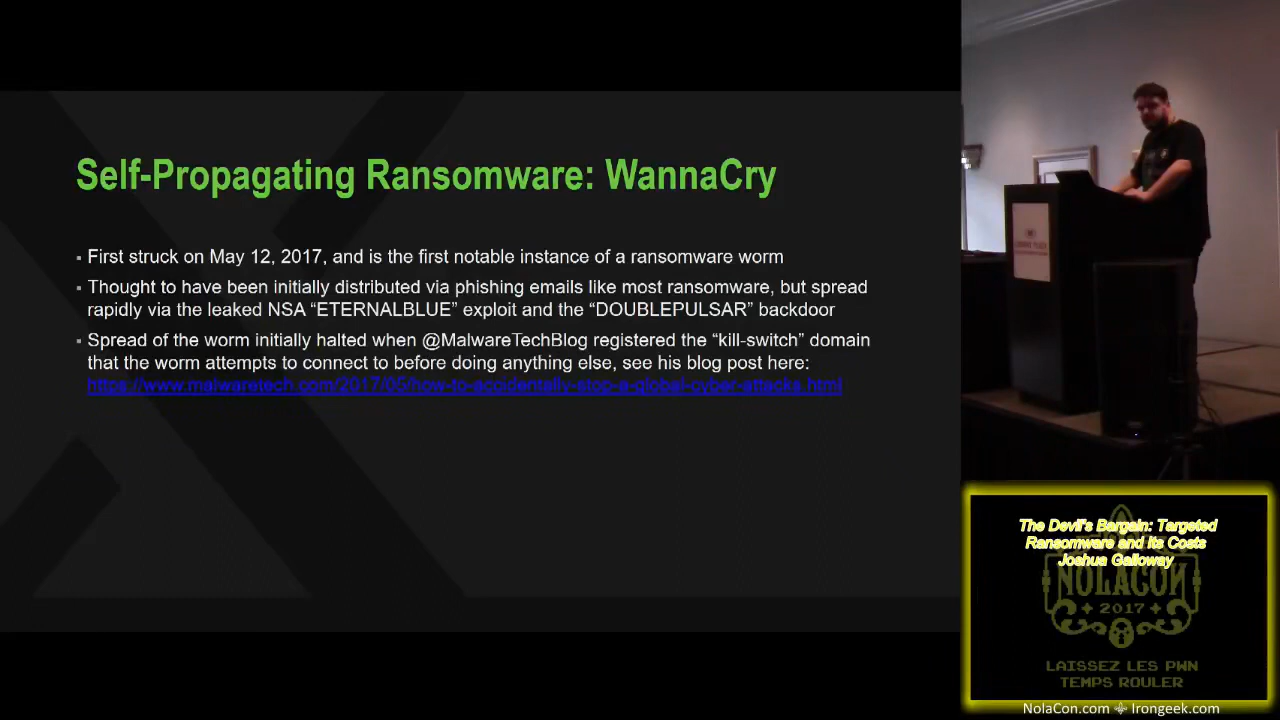 Self-Propagating Ransomware: WannaCry
▪ First struck on May 12, 2017, and is the first notable instance of a ransomware worm
▪ Thought to have been initially distributed via phishing emails like most ransomware, but spread
rapidly via the leaked NSA “ETERNALBLUE” exploit and the “DOUBLEPULSAR” backdoor
▪ Spread of the worm initially halted when @MalwareTechBlog registered the “kill-switch” domain
that the worm attempts to connect to before doing anything else, see his blog post here:
https://www.malwaretech.com/2017/05/how-to-accidentally-stop-a-global-cyber-attacks.html
The Devil's Bargain: Targeted
Ransomware and Its Costs
Joshua Galloway
NOLACON
2017
LAISSEZ LES PWN
TEMPS ROULER
NolaCon.com Irongeek.com